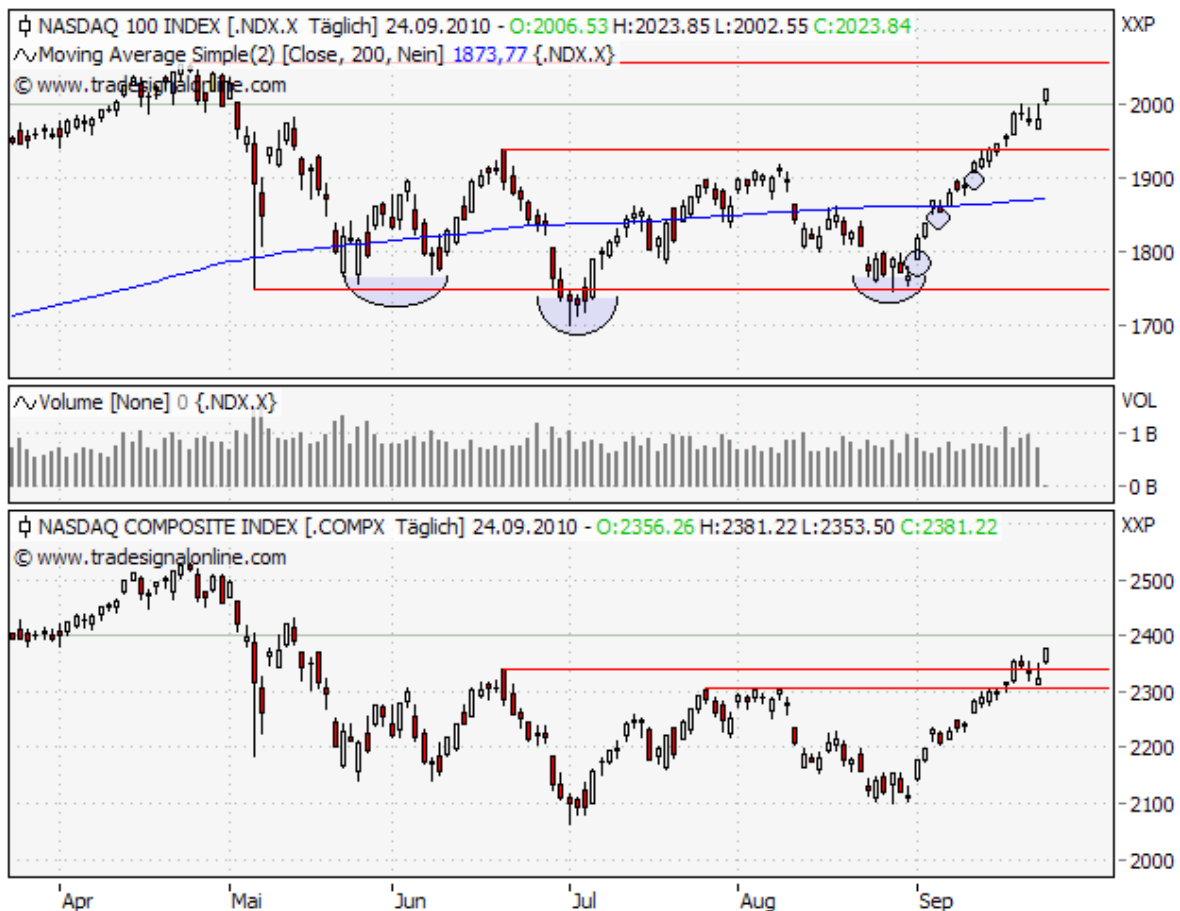 NASDAQ 100 INDEX [.NDX.X Täglich] 24.09.2010 - O:2006.53 H:2023.85 L:2002.55 C:2023.84
XXP
Moving Average Simple(2) [Close, 200, Nein] 1873,77 {.NDX.X}
© www.tradesignalonline.com
2000
1900
1800
1700
Volume [None] 0 {.NDX.X}
VOL
1 B
0 B
NASDAQ COMPOSITE INDEX [.COMPX Täglich] 24.09.2010 - O:2356.26 H:2381.22 L:2353.50 C:2381.22
XXP
© www.tradesignalonline.com
2500
2400
2300
2200
2100
2000
Apr Mai Jun Jul Aug Sep